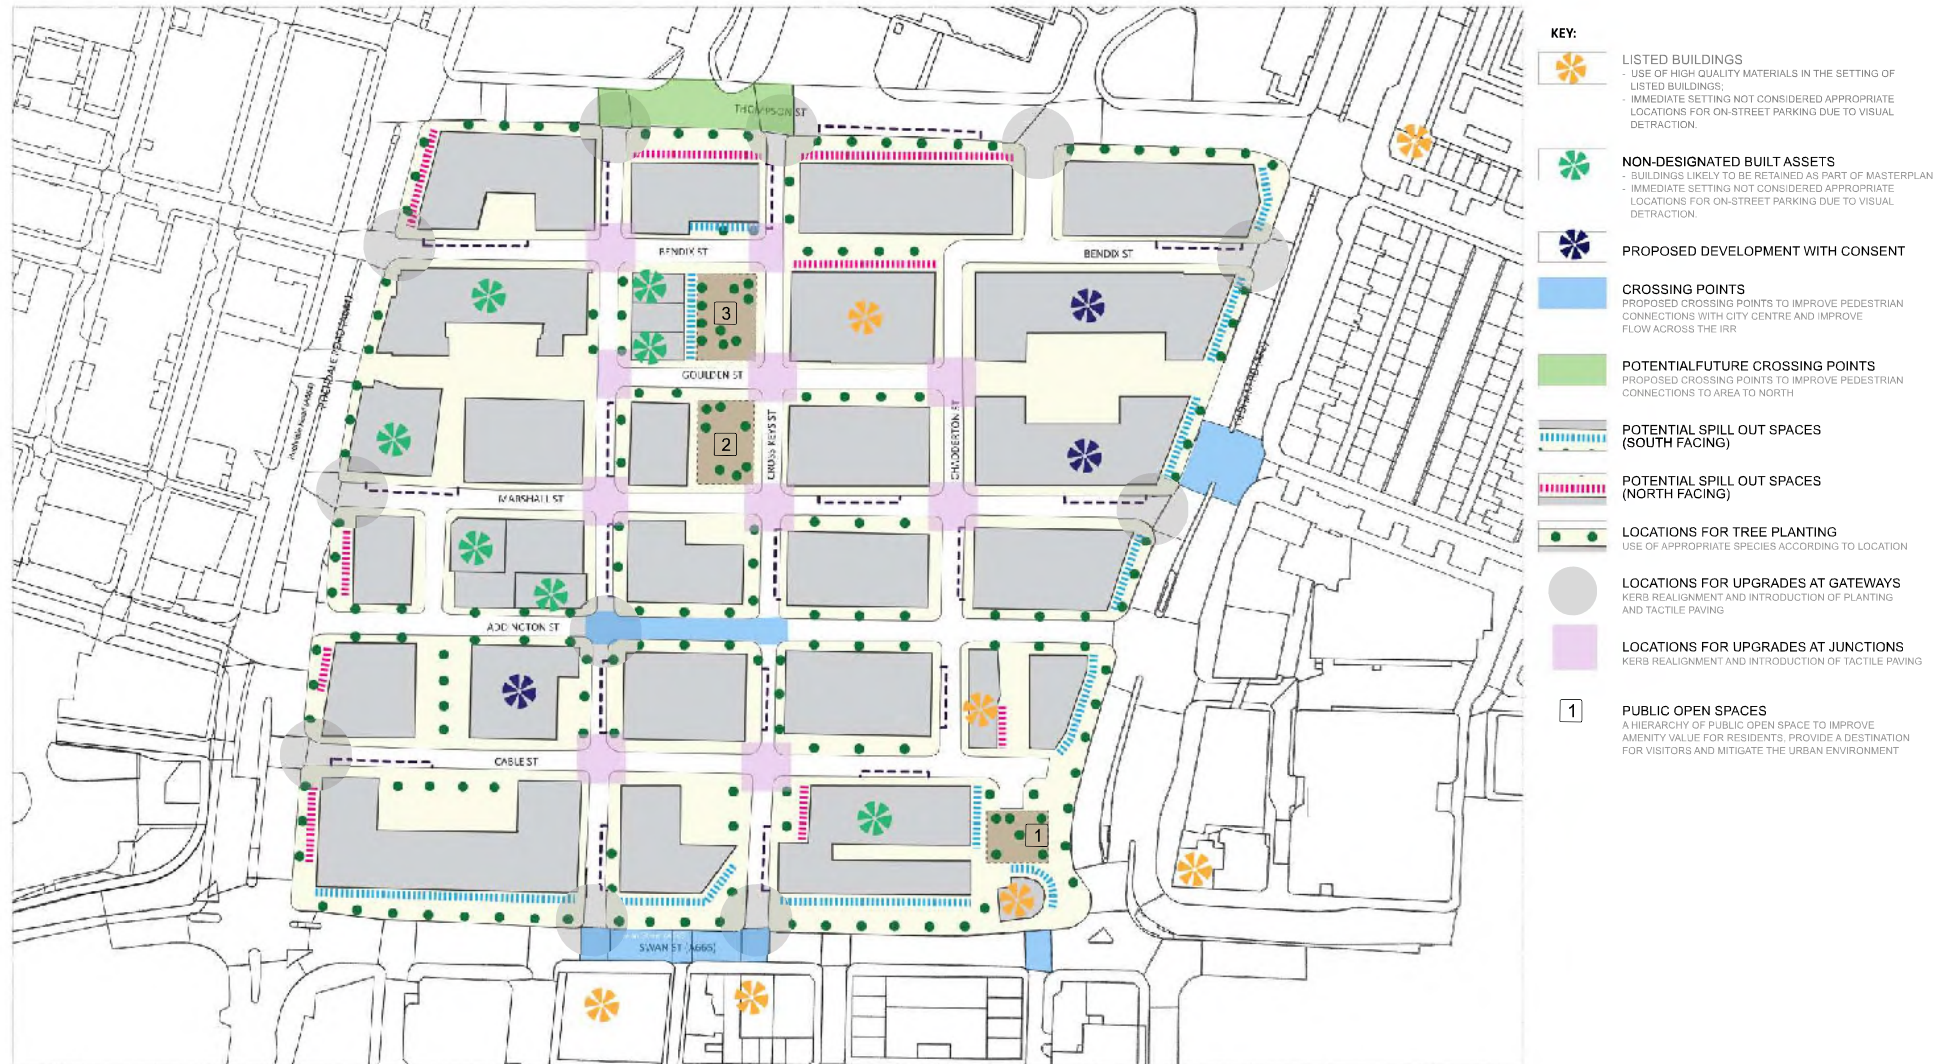 THOMPSON ST
BENDIX ST
BENDIX ST
3
GOULDEN ST
2
CROSS KEYS ST
CHADDERTON ST
MARSHALL ST
ADDINGTON ST
CABLE ST
1
SWAN ST (A665)
KEY:
LISTED BUILDINGS
- USE OF HIGH QUALITY MATERIALS IN THE SETTING OF
LISTED BUILDINGS;
- IMMEDIATE SETTING NOT CONSIDERED APPROPRIATE
LOCATIONS FOR ON-STREET PARKING DUE TO VISUAL
DETRACTION.
NON-DESIGNATED BUILT ASSETS
- BUILDINGS LIKELY TO BE RETAINED AS PART OF MASTERPLAN
- IMMEDIATE SETTING NOT CONSIDERED APPROPRIATE
LOCATIONS FOR ON-STREET PARKING DUE TO VISUAL
DETRACTION.
PROPOSED DEVELOPMENT WITH CONSENT
CROSSING POINTS
PROPOSED CROSSING POINTS TO IMPROVE PEDESTRIAN
CONNECTIONS WITH CITY CENTRE AND IMPROVE
FLOW ACROSS THE IRR
POTENTIALFUTURE CROSSING POINTS
PROPOSED CROSSING POINTS TO IMPROVE PEDESTRIAN
CONNECTIONS TO AREA TO NORTH
POTENTIAL SPILL OUT SPACES
(SOUTH FACING)
POTENTIAL SPILL OUT SPACES
(NORTH FACING)
LOCATIONS FOR TREE PLANTING
USE OF APPROPRIATE SPECIES ACCORDING TO LOCATION
LOCATIONS FOR UPGRADES AT GATEWAYS
KERB REALIGNMENT AND INTRODUCTION OF PLANTING
AND TACTILE PAVING
LOCATIONS FOR UPGRADES AT JUNCTIONS
KERB REALIGNMENT AND INTRODUCTION OF TACTILE PAVING
1
PUBLIC OPEN SPACES
A HIERARCHY OF PUBLIC OPEN SPACE TO IMPROVE
AMENITY VALUE FOR RESIDENTS, PROVIDE A DESTINATION
FOR VISITORS AND MITIGATE THE URBAN ENVIRONMENT